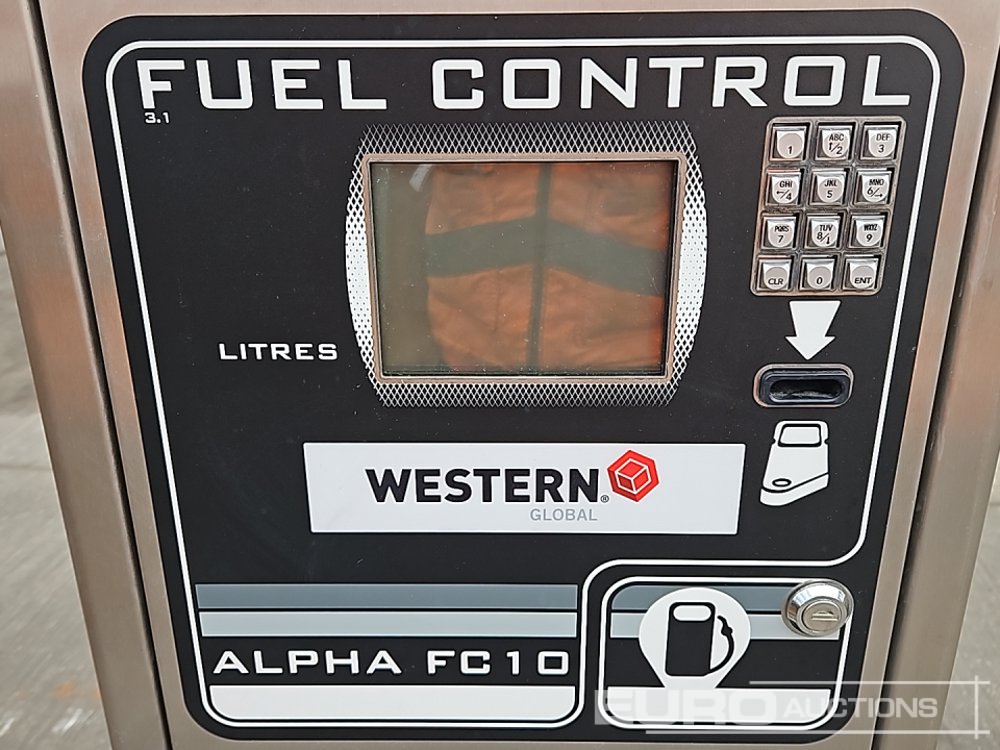 FUEL CONTROL
3.1
1 ABC ↑/2 DEF 3
GHI ←/4 JKL 5 MNO 6/→
PQRS 7 TUV 8/↓ WXYZ 9
CLR 0 ENT
LITRES
WESTERN®
GLOBAL
ALPHA FC10
EURO AUCTIONS